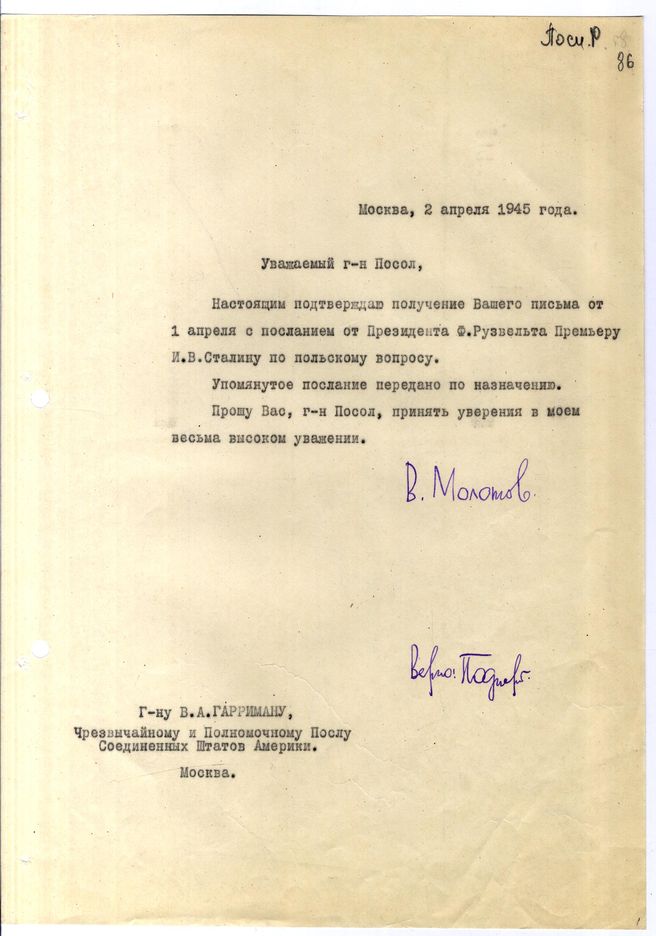 86
Москва, 2 апреля 1945 года.
Уважаемый г-н Посол,
Настоящим подтверждаю получение Вашего письма от
1 апреля с посланием от Президента Ф.Рузвельта Премьеру
И.В.Сталину по польскому вопросу.
Упомянутое послание передано по назначению.
Прошу Вас, г-н Посол, принять уверения в моем
весьма высоком уважении.
В. Молотов.
Верно:
Г-ну В.А.ГАРРИМАНУ,
Чрезвычайному и Полномочному Послу
Соединенных Штатов Америки.
Москва.